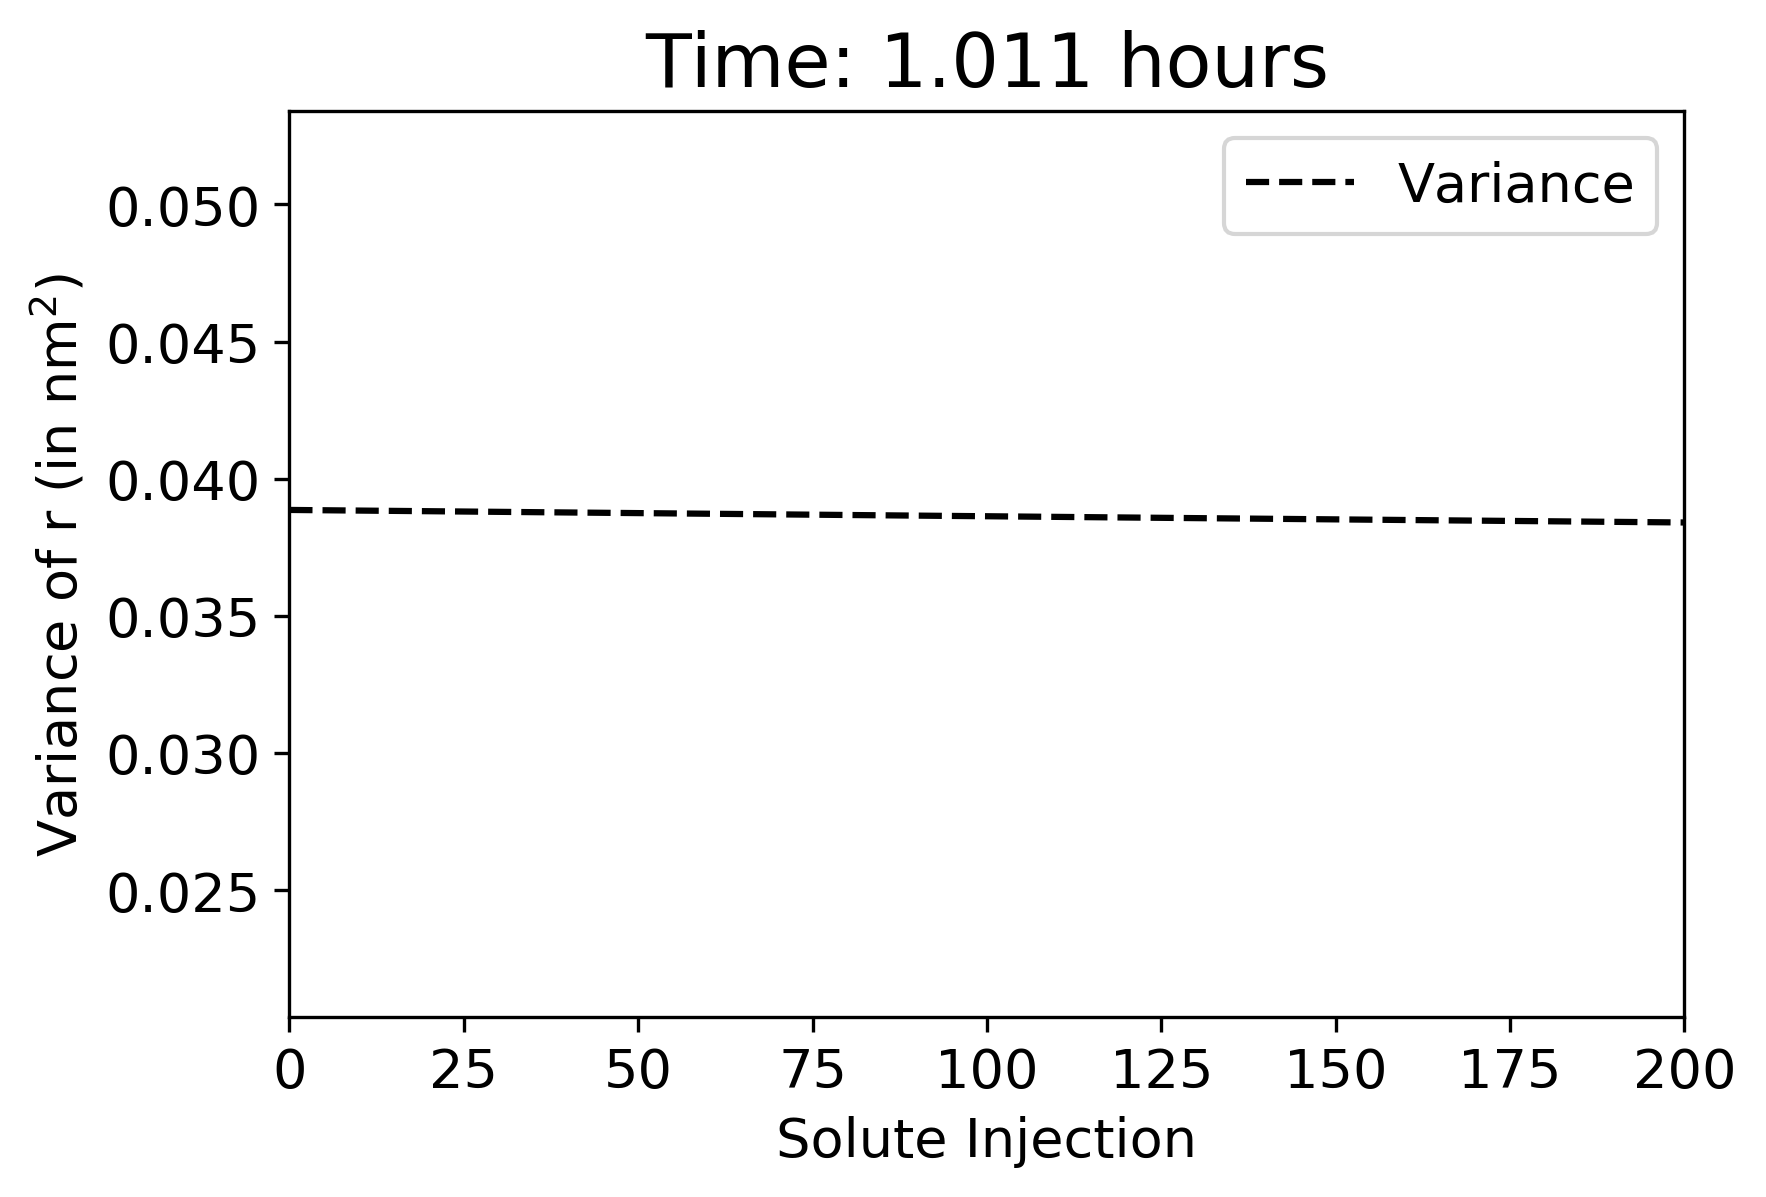 Time: 1.011 hours
Variance
Variance of r (in nm²)
0.050
0.045
0.040
0.035
0.030
0.025
0 25 50 75 100 125 150 175 200
Solute Injection